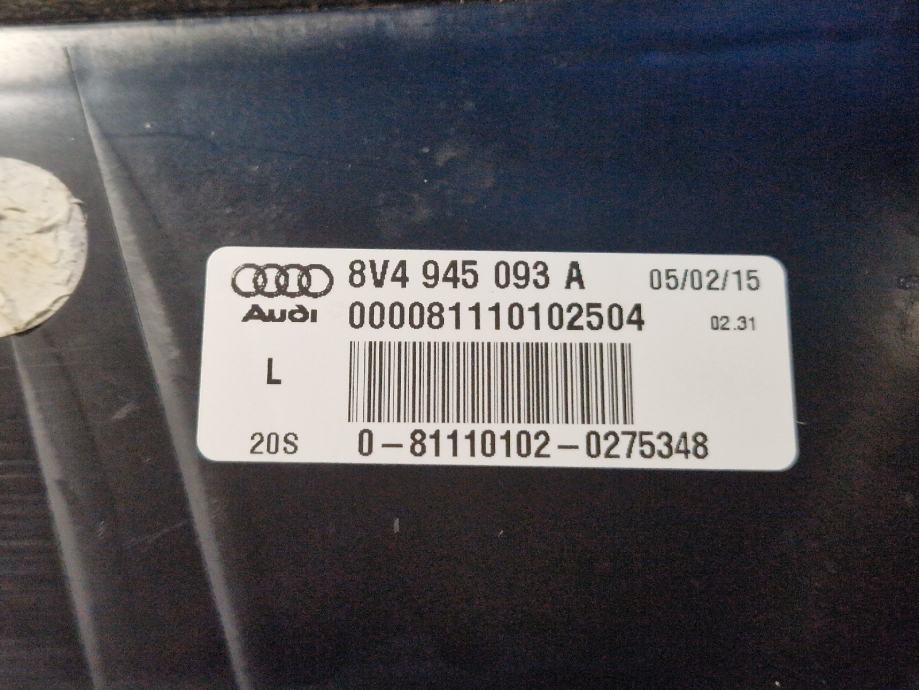 8V4 945 093 A 05/02/15
Audi 000081110102504 02.31
L
20S 0-81110102-0275348